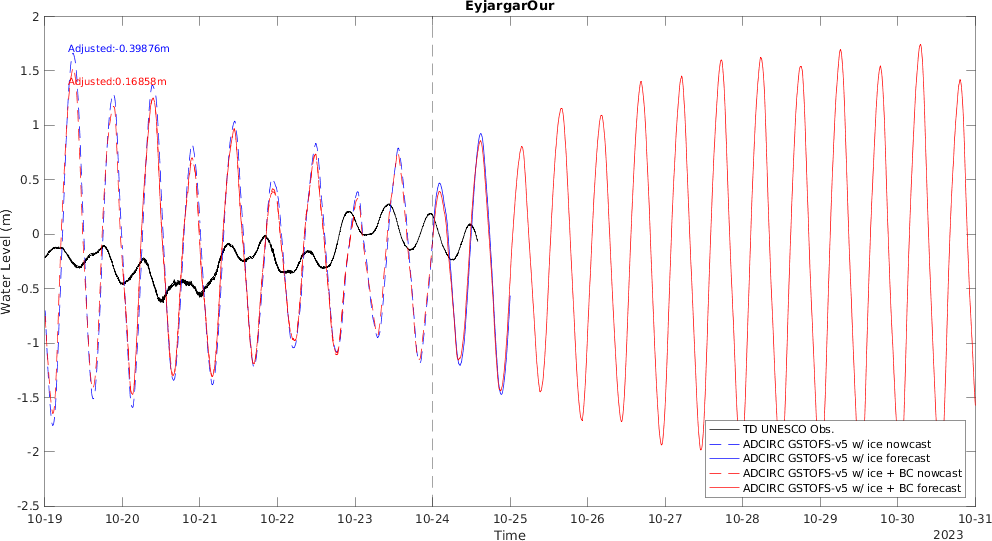 EyjargarOur
Adjusted:-0.39876m
Adjusted:0.16858m
Water Level (m)
2
1.5
1
0.5
0
-0.5
-1
-1.5
-2
-2.5
10-19
10-20
10-21
10-22
10-23
10-24
10-25
10-26
10-27
10-28
10-29
10-30
10-31
Time
2023
TD UNESCO Obs.
ADCIRC GSTOFS-v5 w/ ice nowcast
ADCIRC GSTOFS-v5 w/ ice forecast
ADCIRC GSTOFS-v5 w/ ice + BC nowcast
ADCIRC GSTOFS-v5 w/ ice + BC forecast